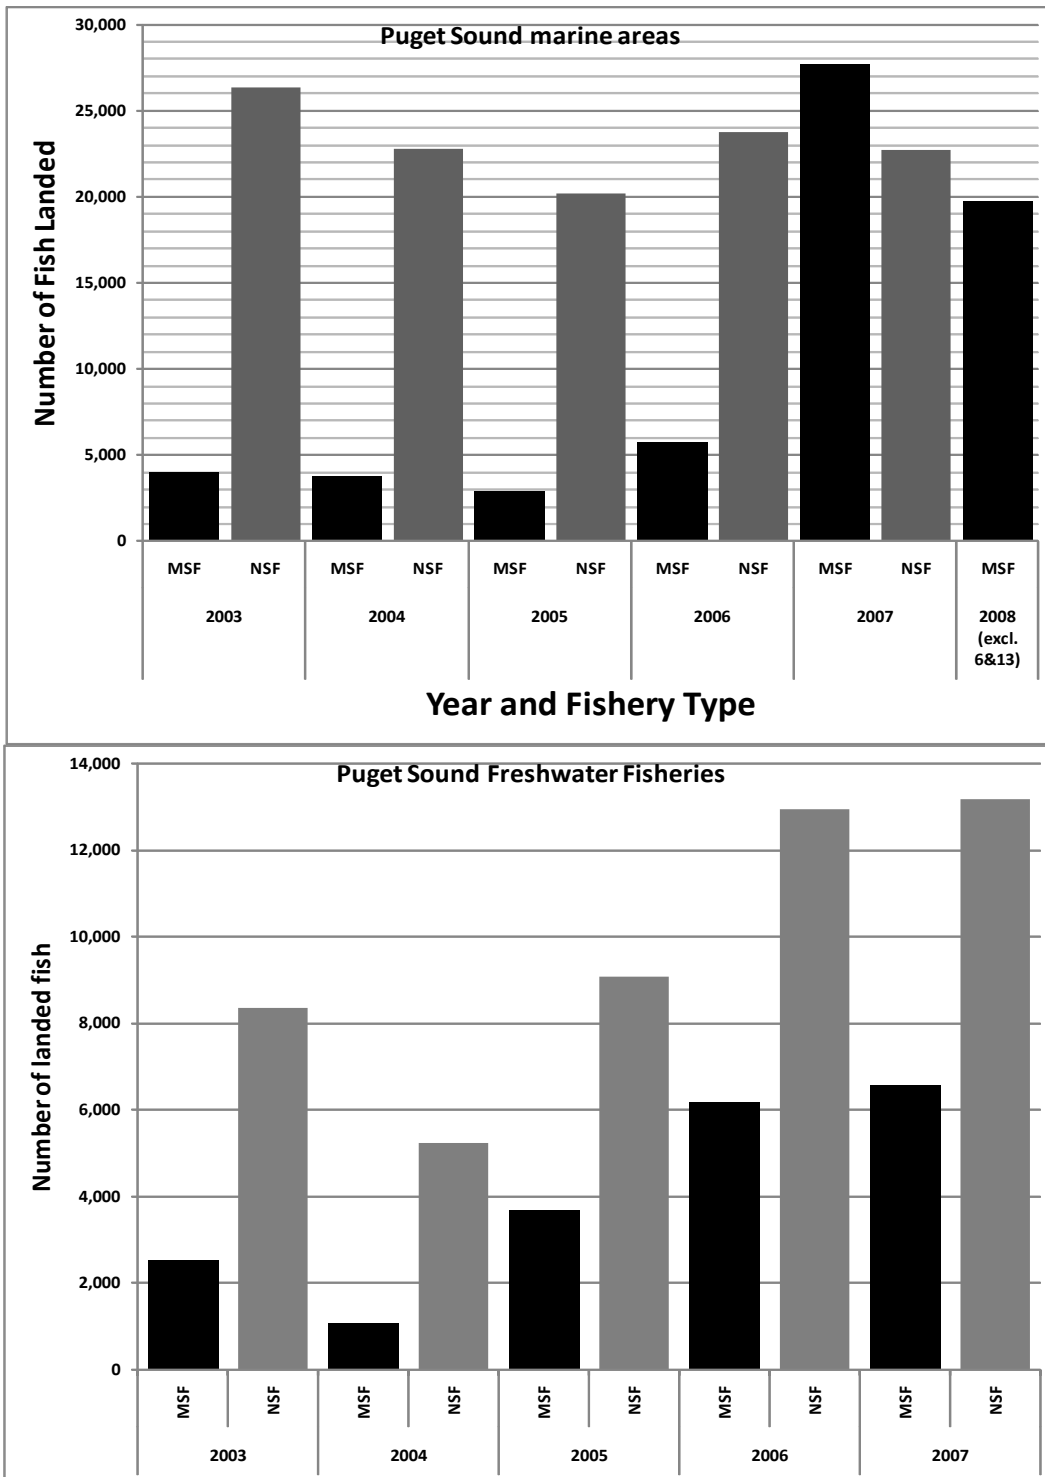 Puget Sound marine areas
30,000
25,000
20,000
15,000
10,000
5,000
0
Number of Fish Landed
MSF NSF MSF NSF MSF NSF MSF NSF MSF NSF MSF
2003 2004 2005 2006 2007 2008
(excl.
6&13)
Year and Fishery Type
Puget Sound Freshwater Fisheries
14,000
12,000
10,000
8,000
6,000
4,000
2,000
0
Number of landed fish
MSF NSF MSF NSF MSF NSF MSF NSF MSF NSF
2003 2004 2005 2006 2007